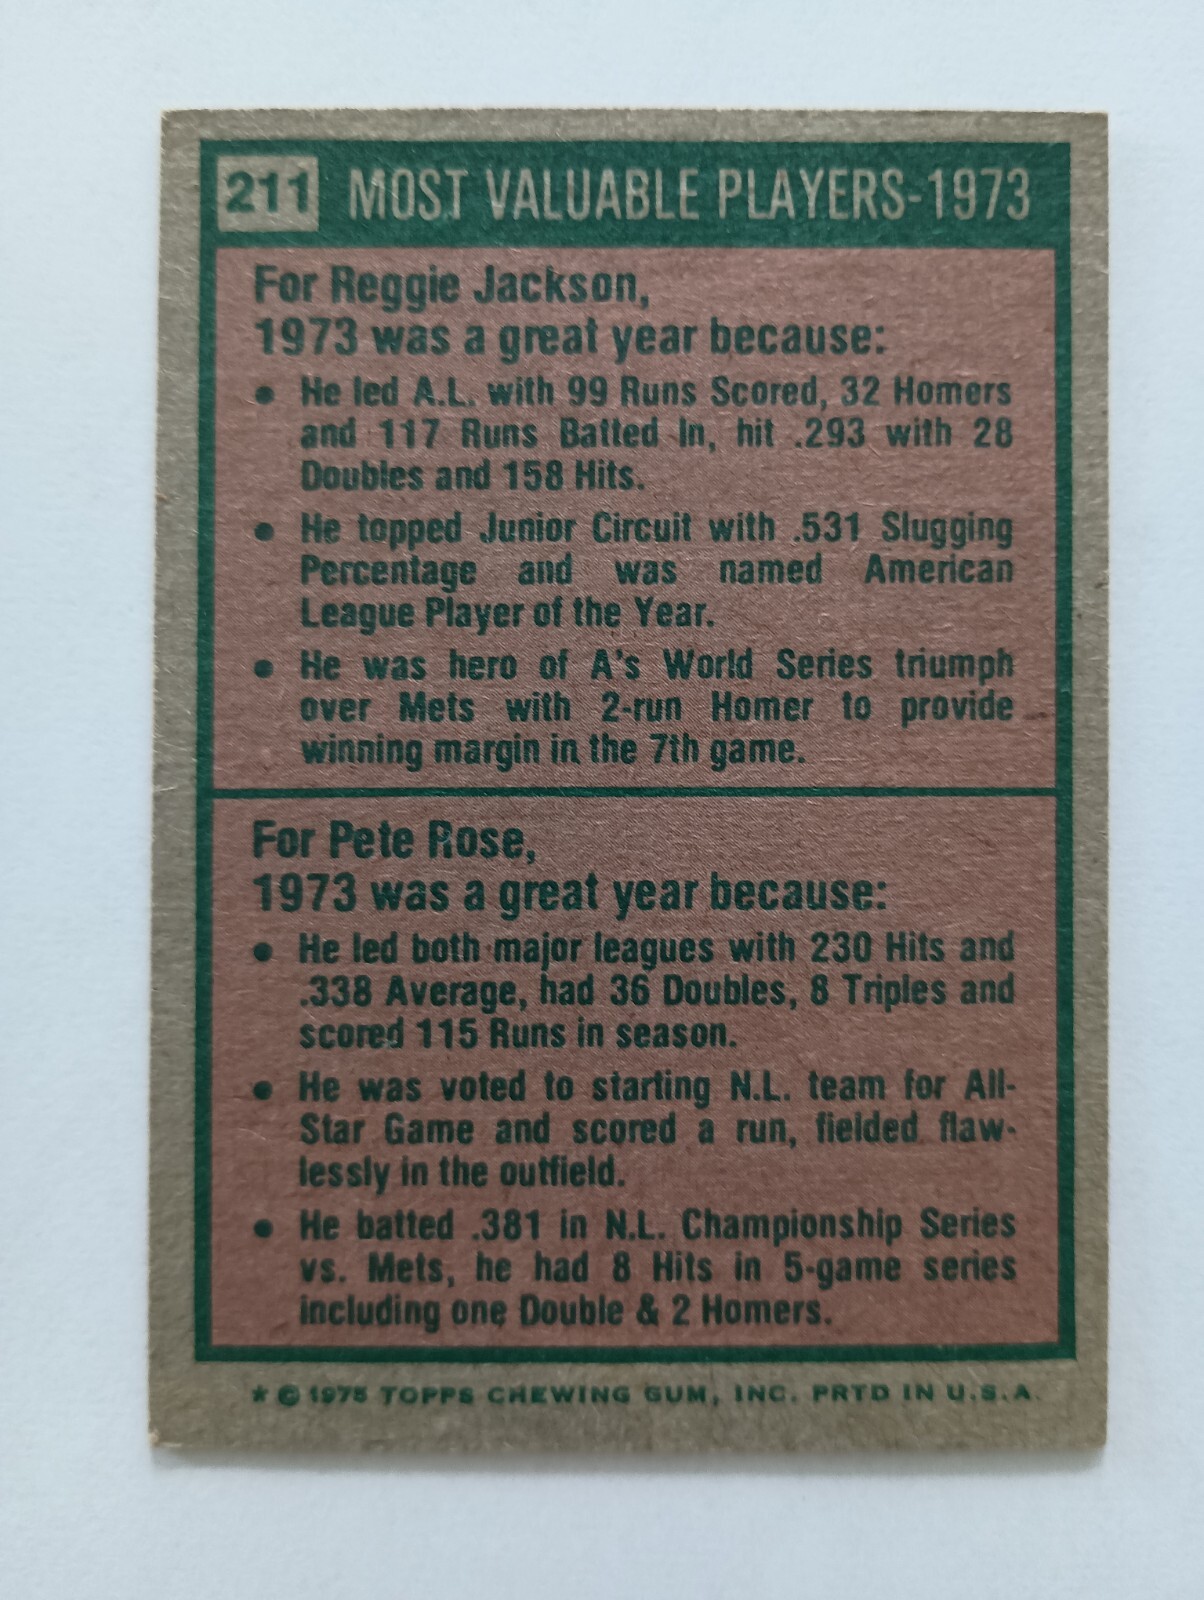 211 MOST VALUABLE PLAYERS-1973
For Reggie Jackson,
1973 was a great year because:
• He led A.L. with 99 Runs Scored, 32 Homers
and 117 Runs Batted In, hit .293 with 28
Doubles and 158 Hits.
• He topped Junior Circuit with .531 Slugging
Percentage and was named American
League Player of the Year.
• He was hero of A's World Series triumph
over Mets with 2-run Homer to provide
winning margin in the 7th game.
For Pete Rose,
1973 was a great year because:
• He led both major leagues with 230 Hits and
.338 Average, had 36 Doubles, 8 Triples and
scored 115 Runs in season.
• He was voted to starting N.L. team for All-
Star Game and scored a run, fielded flaw-
lessly in the outfield.
• He batted .381 in N.L. Championship Series
vs. Mets, he had 8 Hits in 5-game series
including one Double & 2 Homers.
* © 1975 TOPPS CHEWING GUM, INC. PRTD IN U.S.A.